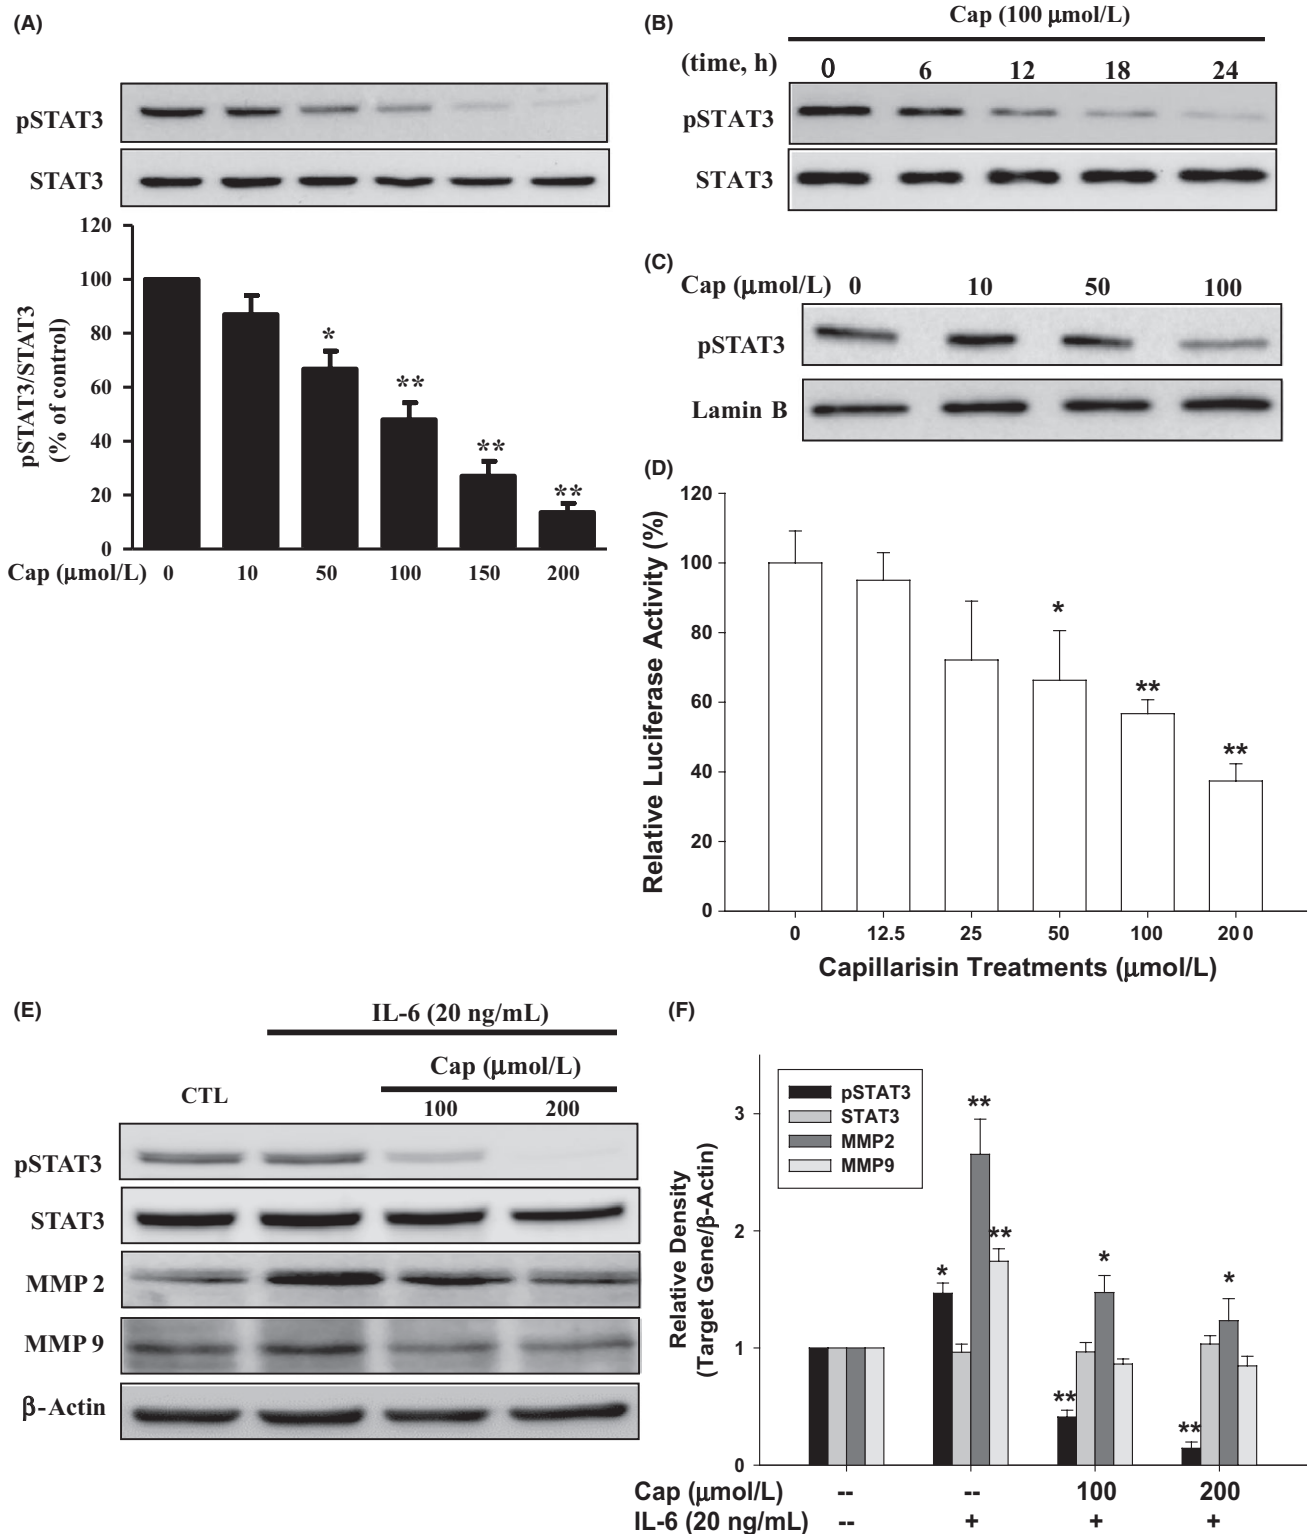 (A)
pSTAT3
STAT3
120
100
80
60
40
20
0
pSTAT3/STAT3
(% of control)
*
**
**
**
Cap (μmol/L) 0 10 50 100 150 200
(B)
Cap (100 μmol/L)
(time, h) 0 6 12 18 24
pSTAT3
STAT3
(C)
Cap (μmol/L) 0 10 50 100
pSTAT3
Lamin B
(D)
120
100
80
60
40
20
0
Relative Luciferase Activity (%)
*
**
**
0 12.5 25 50 100 200
Capillarisin Treatments (μmol/L)
(E)
IL-6 (20 ng/mL)
Cap (μmol/L)
CTL 100 200
pSTAT3
STAT3
MMP 2
MMP 9
β-Actin
(F)
pSTAT3
STAT3
MMP2
MMP9
3
2
1
0
Relative Density
(Target Gene/β-Actin)
*
**
**
**
*
**
*
Cap (μmol/L) -- -- 100 200
IL-6 (20 ng/mL) -- + + +